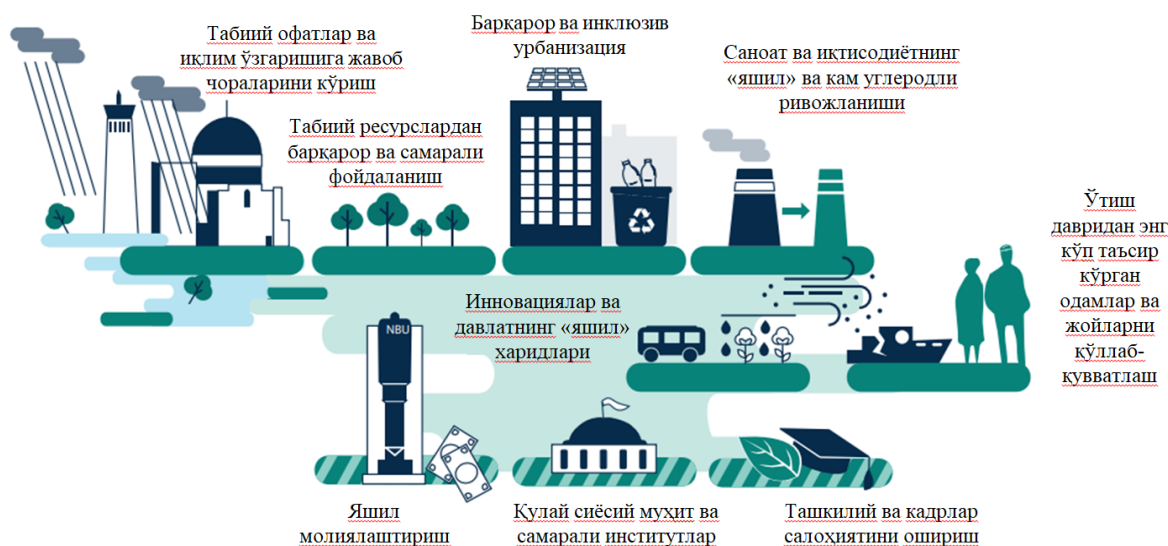 Табиий офатлар ва
иқлим ўзгаришига жавоб
чораларини кўриш
Барқарор ва инклюзив
урбанизация
Саноат ва иқтисодиётнинг
«яшил» ва кам углеродли
ривожланиши
Табиий ресурслардан
барқарор ва самарали
фойдаланиш
Ўтиш
давридан энг
кўп таъсир
кўрган
одамлар ва
жойларни
қўллаб-
қувватлаш
Инновациялар ва
давлатнинг «яшил»
харидлари
NBU
Яшил
молиялаштириш
Қулай сиёсий муҳит ва
самарали институтлар
Ташкилий ва кадрлар
салоҳиятини ошириш